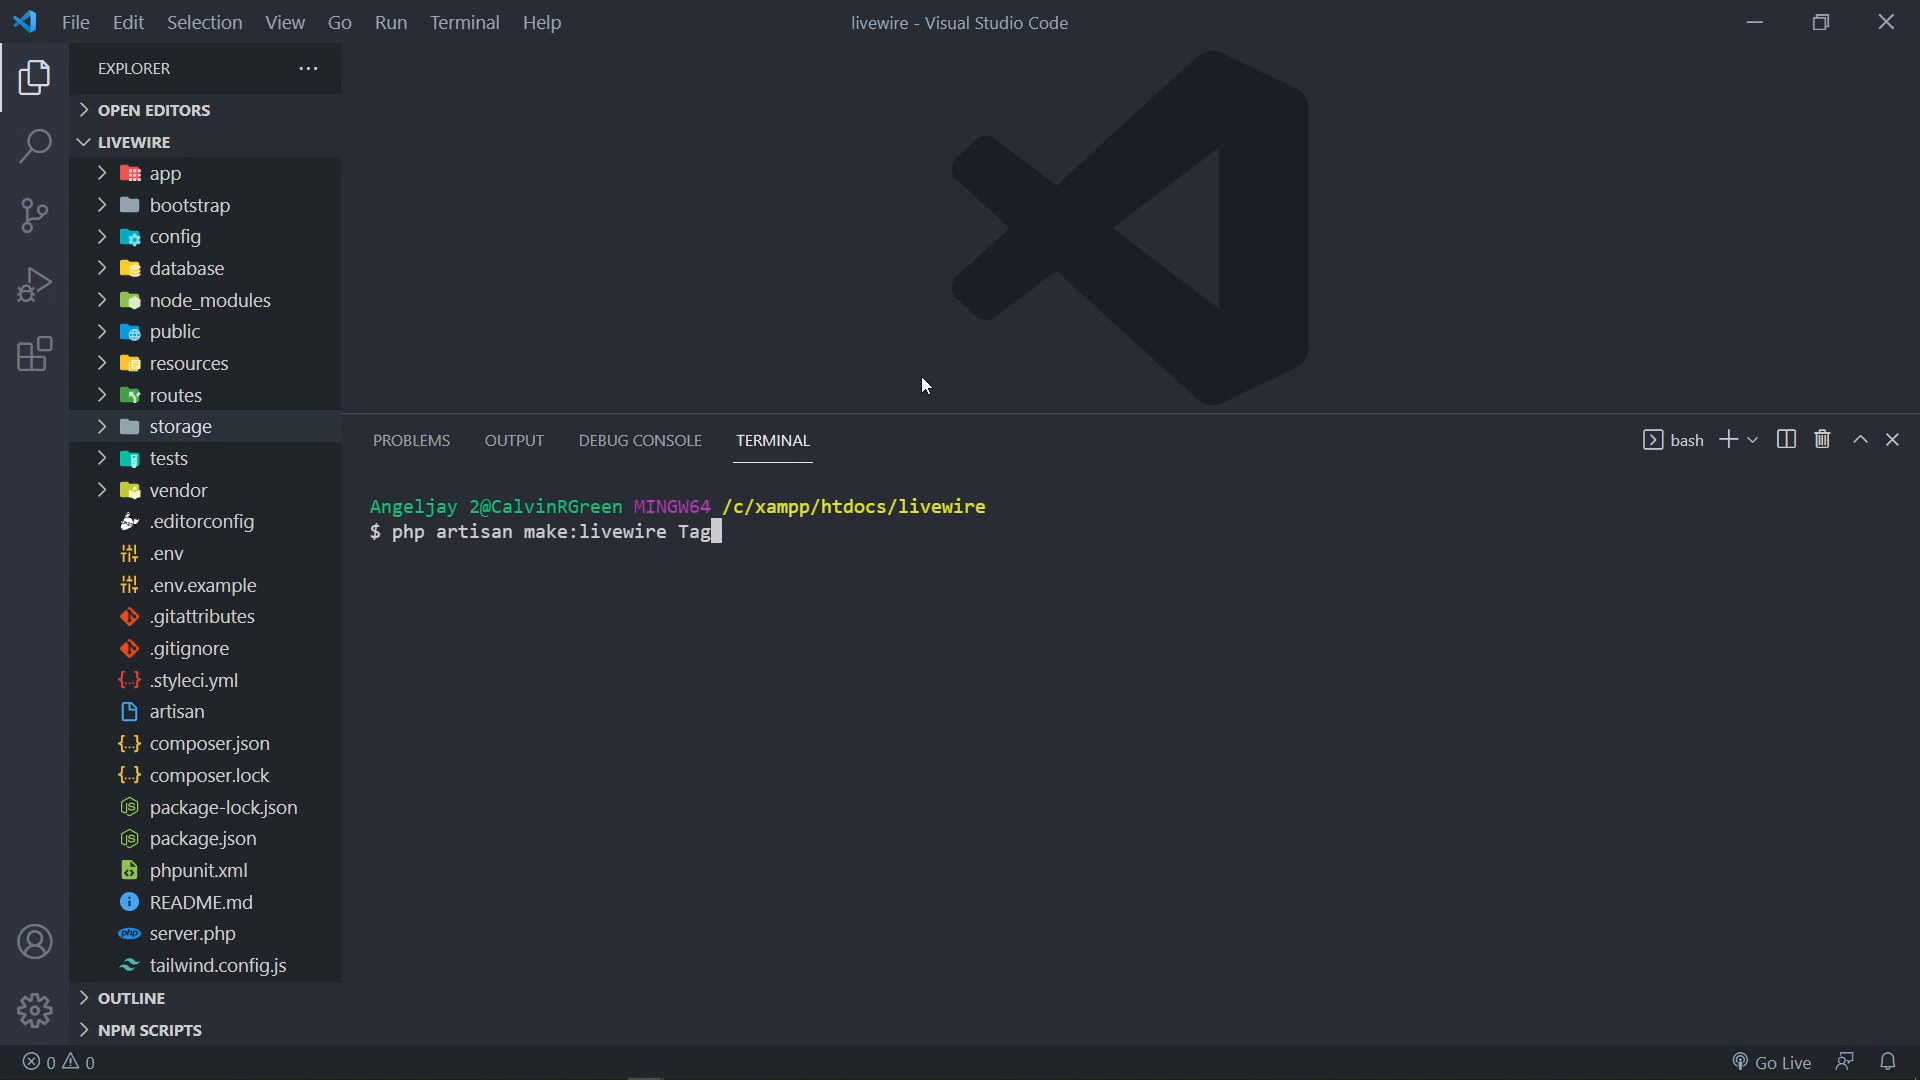 File Edit Selection View Go Run Terminal Help
livewire - Visual Studio Code
EXPLORER
OPEN EDITORS
LIVEWIRE
app
bootstrap
config
database
node_modules
public
resources
routes
storage
tests
vendor
.editorconfig
.env
.env.example
.gitattributes
.gitignore
.styleci.yml
artisan
composer.json
composer.lock
package-lock.json
package.json
phpunit.xml
README.md
server.php
tailwind.config.js
OUTLINE
NPM SCRIPTS
PROBLEMS OUTPUT DEBUG CONSOLE TERMINAL
bash
Angeljay 2@CalvinRGreen MINGW64 /c/xampp/htdocs/livewire
$ php artisan make:livewire Tag
0 0
Go Live